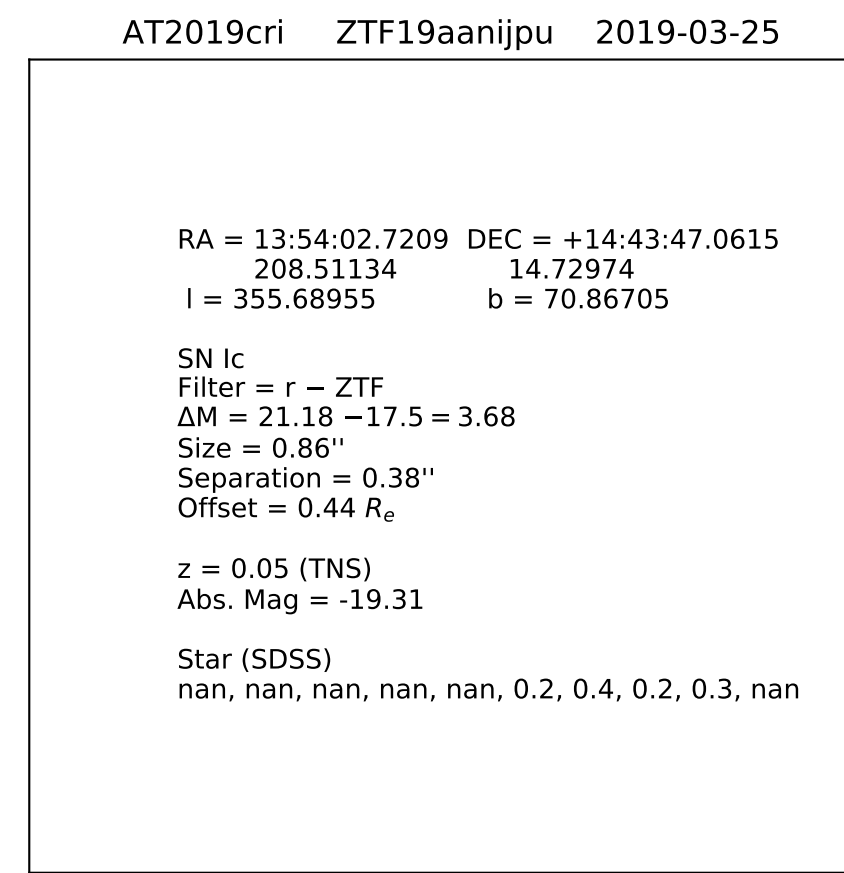 AT2019cri ZTF19aanijpu 2019-03-25
RA = 13:54:02.7209 DEC = +14:43:47.0615
208.51134 14.72974
l = 355.68955 b = 70.86705
SN Ic
Filter = r − ZTF
ΔM = 21.18 −17.5 = 3.68
Size = 0.86''
Separation = 0.38''
Offset = 0.44 Re
z = 0.05 (TNS)
Abs. Mag = -19.31
Star (SDSS)
nan, nan, nan, nan, nan, 0.2, 0.4, 0.2, 0.3, nan